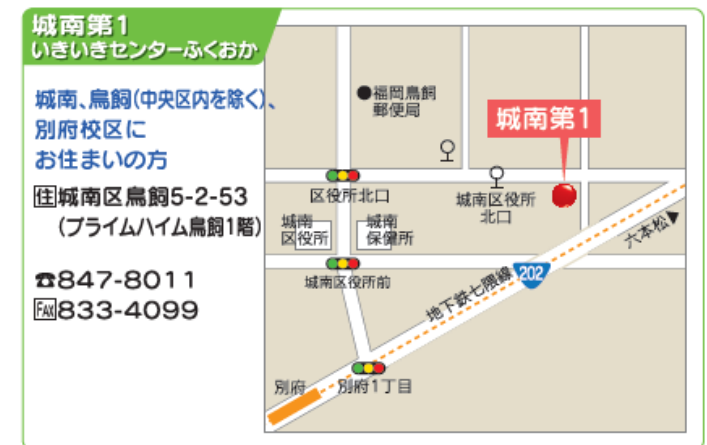 城南第1
いきいきセンターふくおか
城南、鳥飼(中央区内を除く)、
別府校区に
お住まいの方
住城南区鳥飼5-2-53
(プライムハイム鳥飼1階)
☎847-8011
FAX833-4099
●福岡鳥飼
郵便局
城南第1
区役所北口
城南区役所
北口
城南
区役所
城南
保健所
六本松▶
城南区役所前
地下鉄七隈線
202
別府
別府1丁目